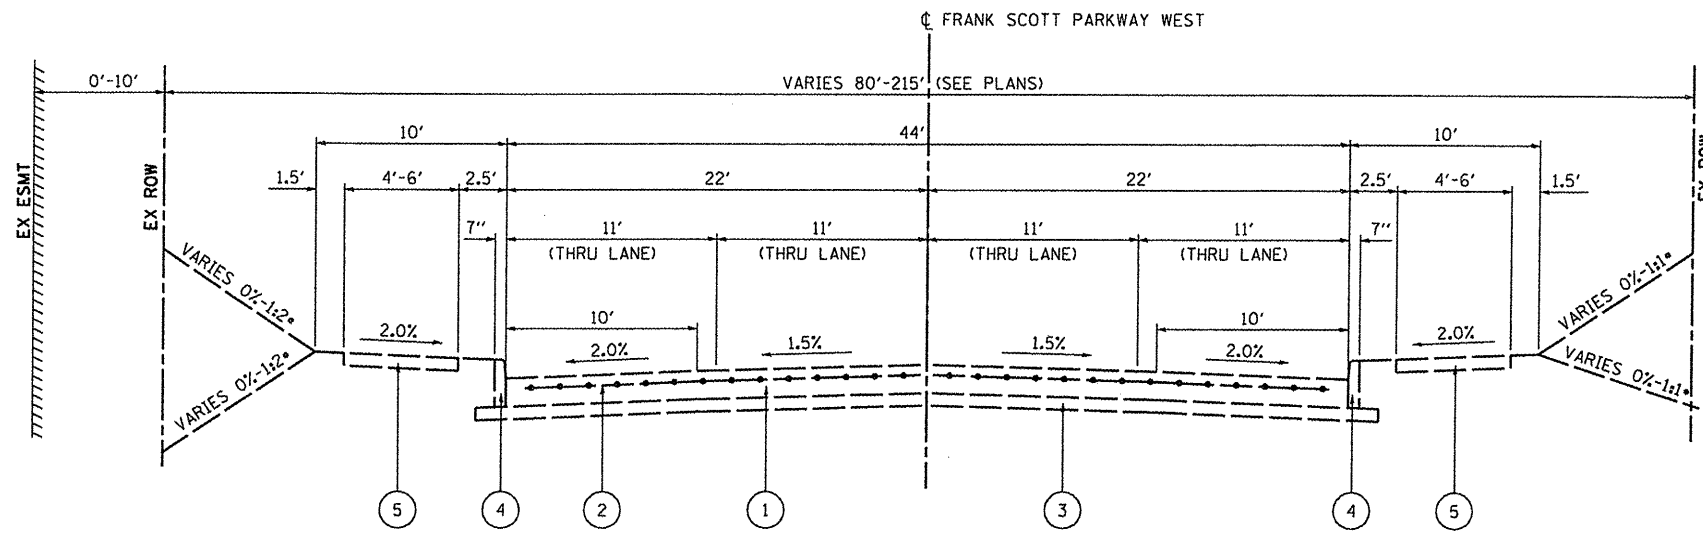 ℄ FRANK SCOTT PARKWAY WEST
0'-10'
VARIES 80'-215' (SEE PLANS)
10'
44'
10'
1.5'
4'-6'
2.5'
22'
22'
2.5'
4'-6'
1.5'
EX ESMT
EX ROW
EX ROW
7"
11'
11'
11'
11'
7"
(THRU LANE)
(THRU LANE)
(THRU LANE)
(THRU LANE)
VARIES 0%-1:2*
VARIES 0%-1:1*
10'
10'
2.0%
2.0%
1.5%
1.5%
2.0%
2.0%
VARIES 0%-1:2*
VARIES 0%-1:1*
5
4
2
1
3
4
5